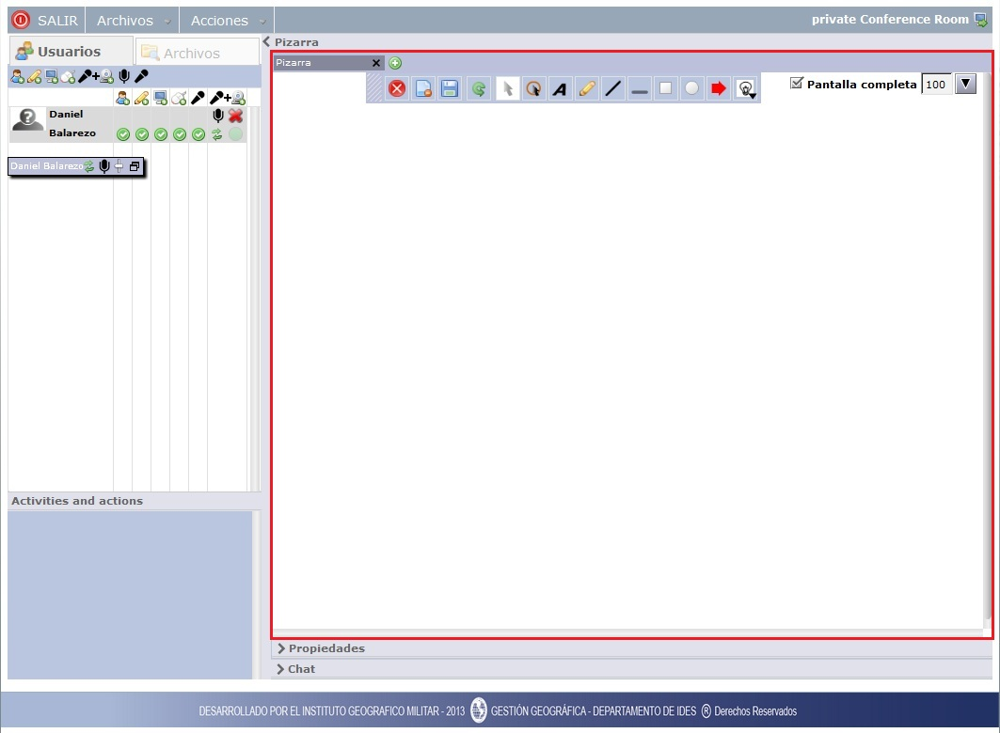 SALIR Archivos Acciones private Conference Room
Usuarios Archivos
Pizarra
Pizarra
Pantalla completa 100
Daniel
Balarezo
Daniel Balarezo
Activities and actions
Propiedades
Chat
DESARROLLADO POR EL INSTITUTO GEOGRAFICO MILITAR - 2013 GESTIÓN GEOGRÁFICA - DEPARTAMENTO DE IDES ® Derechos Reservados